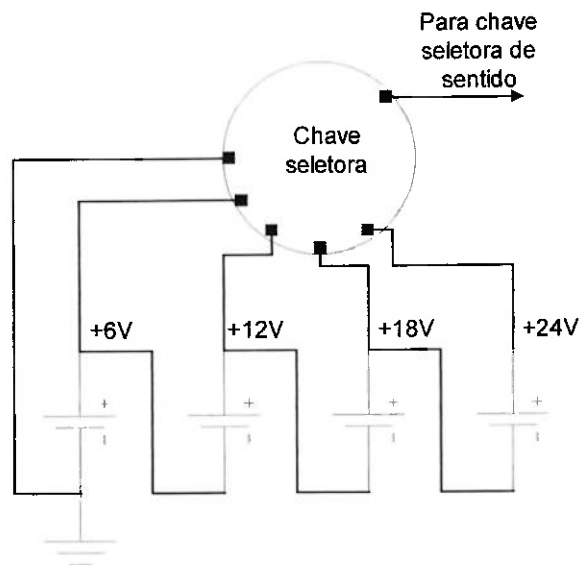 Para chave
seletora de
sentido
Chave
seletora
+6V
+12V
+18V
+24V
+
+
+
+